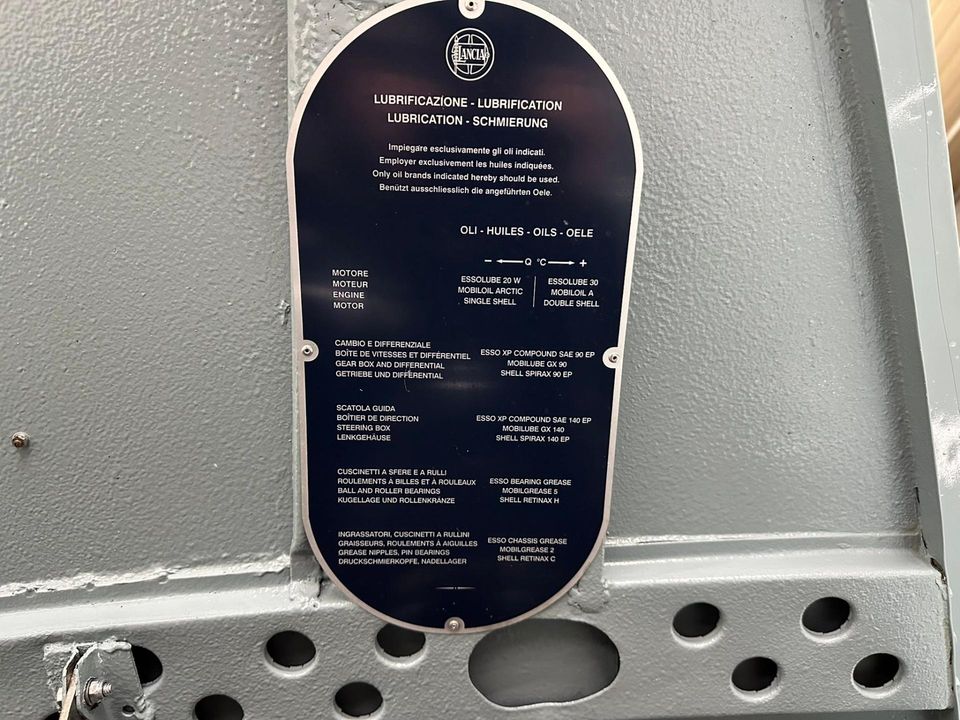 LANCIA
LUBRIFICAZIONE - LUBRIFICATION
LUBRICATION - SCHMIERUNG
Impiegare esclusivamente gli oli indicati.
Employer exclusivement les huiles indiquées.
Only oil brands indicated hereby should be used.
Benützt ausschliesslich die angeführten Oele.
OLI - HUILES - OILS - OELE
- ← Q °C → +
MOTORE
MOTEUR
ENGINE
MOTOR
ESSOLUBE 20 W
MOBILOIL ARCTIC
SINGLE SHELL
ESSOLUBE 30
MOBILOIL A
DOUBLE SHELL
CAMBIO E DIFFERENZIALE
BOÎTE DE VITESSES ET DIFFÉRENTIEL
GEAR BOX AND DIFFERENTIAL
GETRIEBE UND DIFFERENTIAL
ESSO XP COMPOUND SAE 90 EP
MOBILUBE GX 90
SHELL SPIRAX 90 EP
SCATOLA GUIDA
BOÎTIER DE DIRECTION
STEERING BOX
LENKGEHÄUSE
ESSO XP COMPOUND SAE 140 EP
MOBILUBE GX 140
SHELL SPIRAX 140 EP
CUSCINETTI A SFERE E A RULLI
ROULEMENTS À BILLES ET À ROULEAUX
BALL AND ROLLER BEARINGS
KUGELLAGE UND ROLLENKRÄNZE
ESSO BEARING GREASE
MOBILGREASE 5
SHELL RETINAX H
INGRASSATORI, CUSCINETTI A RULLINI
GRAISSEURS, ROULEMENTS À AIGUILLES
GREASE NIPPLES, PIN BEARINGS
DRUCKSCHMIERKOPFE, NADELLAGER
ESSO CHASSIS GREASE
MOBILGREASE 2
SHELL RETINAX C